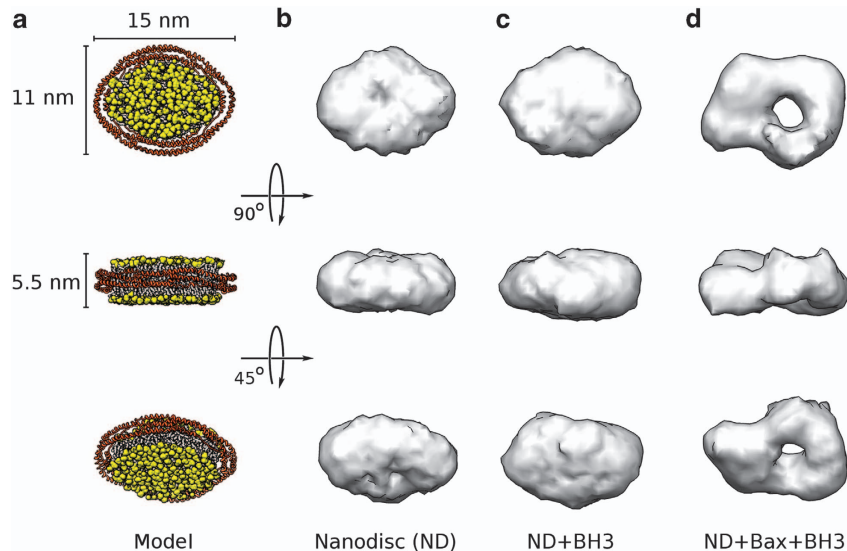 a
b
c
d
15 nm
11 nm
90°
5.5 nm
45°
Model
Nanodisc (ND)
ND+BH3
ND+Bax+BH3